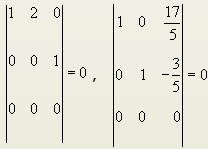 |1 2 0|
|0 0 1| = 0 ,
|0 0 0|
|1 0 17/5|
|0 1 -3/5| = 0
|0 0 0|